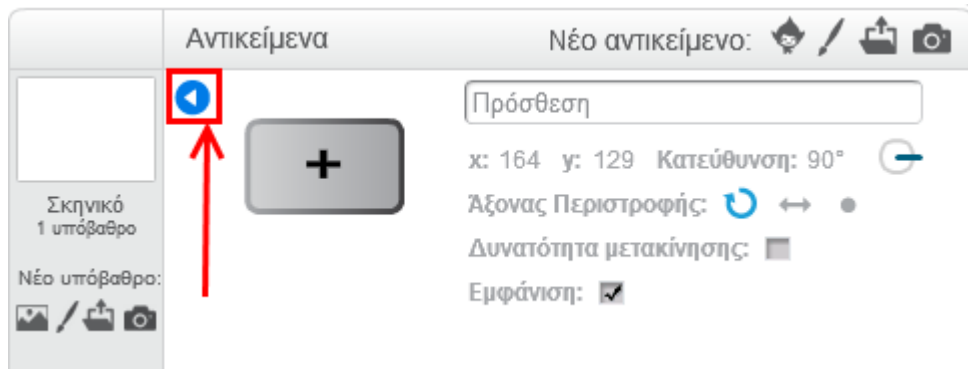 Αντικείμενα
Νέο αντικείμενο:
Πρόσθεση
+
x: 164 y: 129 Κατεύθυνση: 90°
Άξονας Περιστροφής:
Δυνατότητα μετακίνησης:
Εμφάνιση:
Σκηνικό
1 υπόβαθρο
Νέο υπόβαθρο: